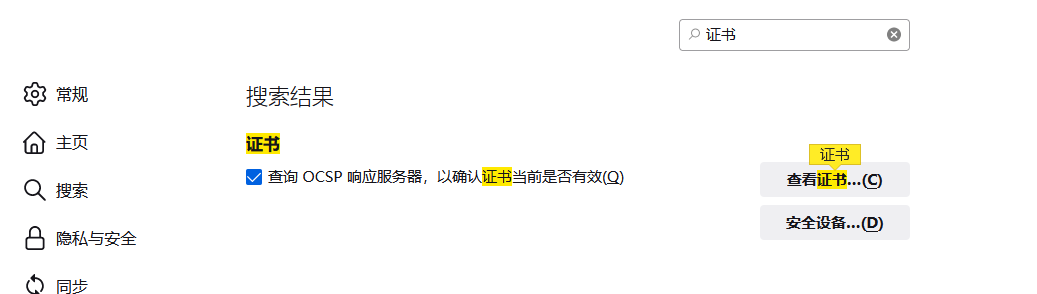 证书
常规
搜索结果
主页
证书
证书
查询 OCSP 响应服务器，以确认证书当前是否有效(Q)
查看证书...(C)
搜索
安全设备...(D)
隐私与安全
同步